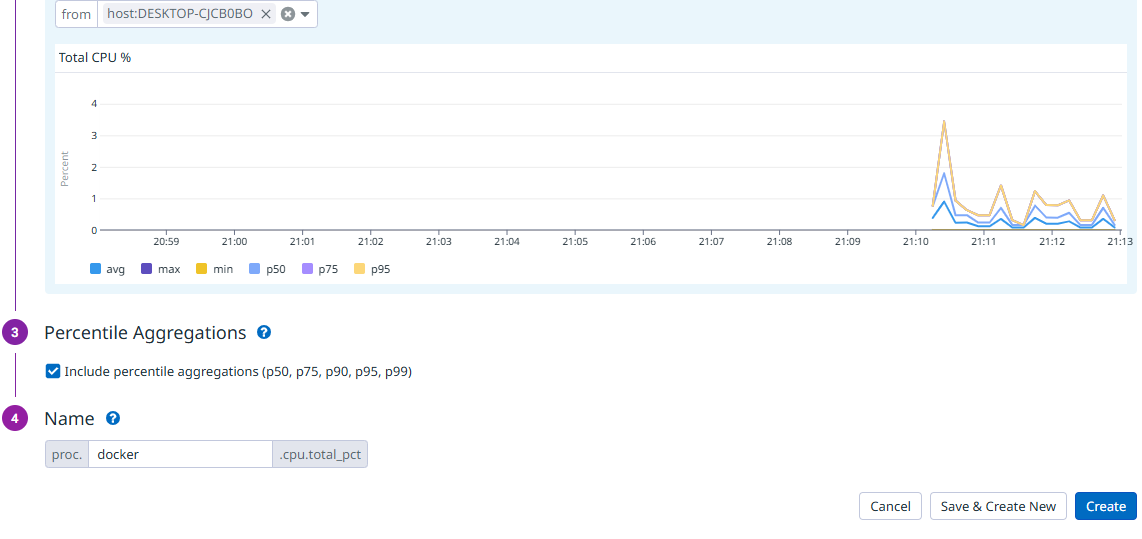 from host:DESKTOP-CJCB0BO
Total CPU %
Percent
4
3
2
1
0
20:59 21:00 21:01 21:02 21:03 21:04 21:05 21:06 21:07 21:08 21:09 21:10 21:11 21:12 21:13
avg max min p50 p75 p95
3 Percentile Aggregations ?
Include percentile aggregations (p50, p75, p90, p95, p99)
4 Name ?
proc. docker .cpu.total_pct
Cancel Save & Create New Create